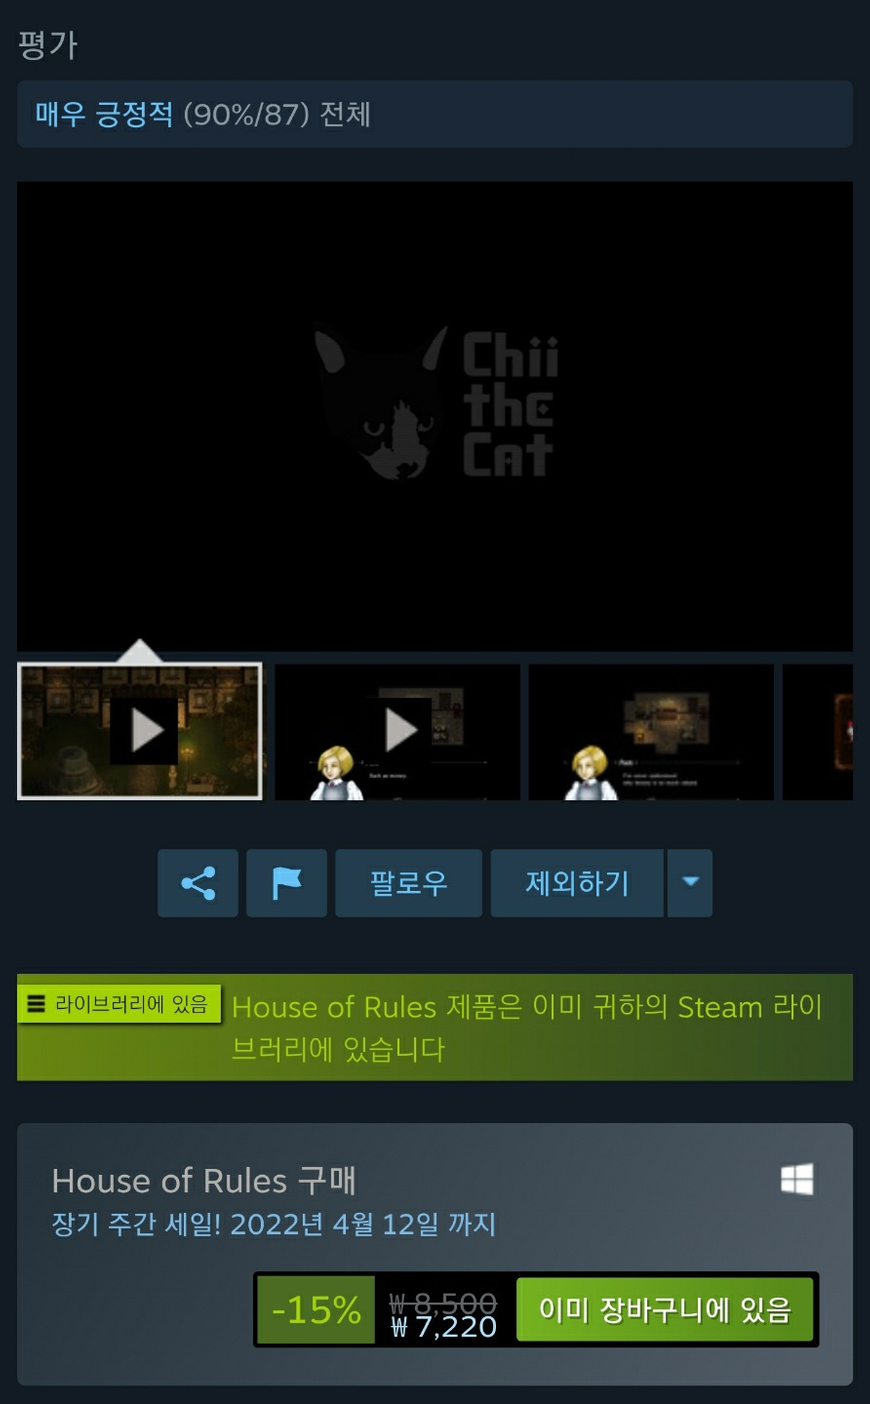 평가
매우 긍정적 (90%/87) 전체
Chii
the
Cat
팔로우
제외하기
라이브러리에 있음
House of Rules 제품은 이미 귀하의 Steam 라이
브러리에 있습니다
House of Rules 구매
장기 주간 세일! 2022년 4월 12일 까지
-15%
₩ 8,500
₩ 7,220
이미 장바구니에 있음